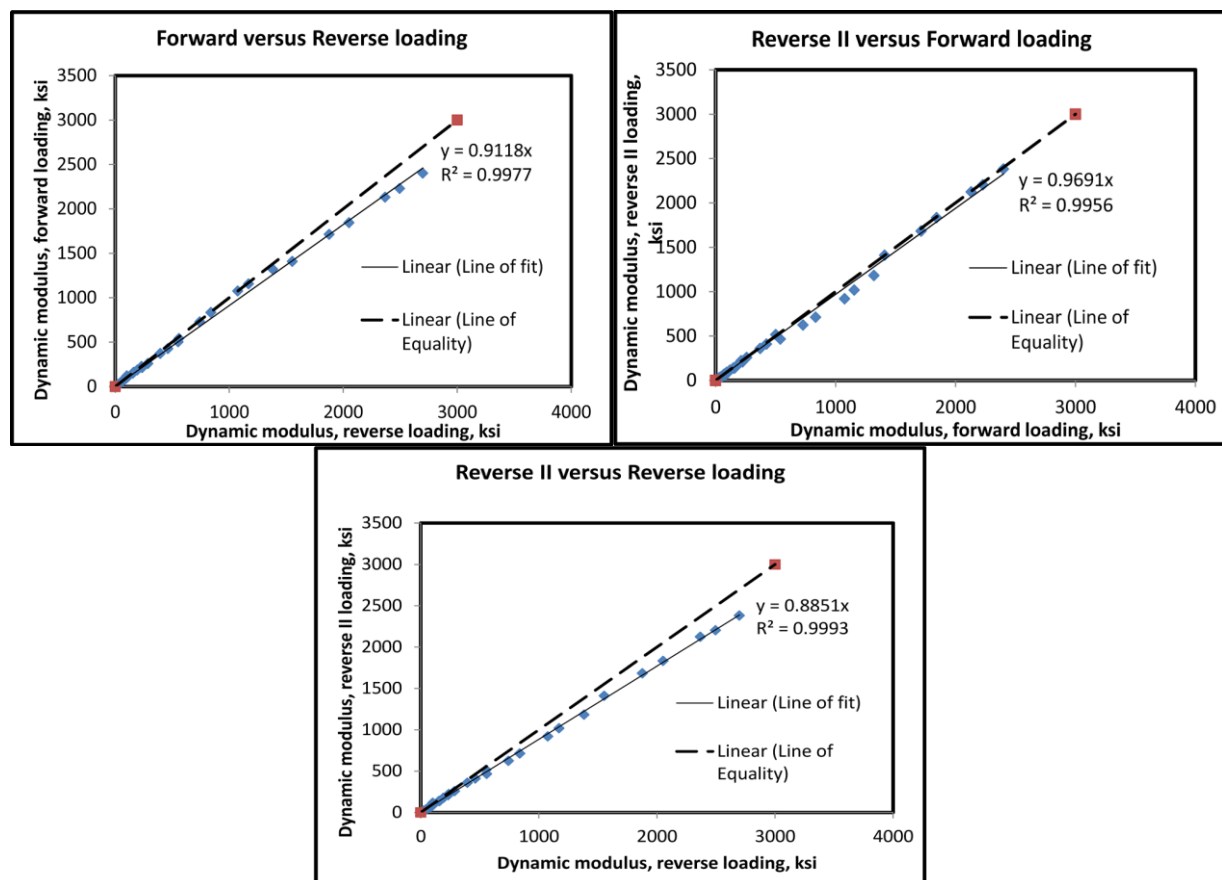 Forward versus Reverse loading
Dynamic modulus, forward loading, ksi
3500
3000
2500
2000
1500
1000
500
0
y = 0.9118x
R² = 0.9977
Linear (Line of fit)
Linear (Line of
Equality)
0 1000 2000 3000 4000
Dynamic modulus, reverse loading, ksi
Reverse II versus Forward loading
Dynamic modulus, reverse II loading,
ksi
3500
3000
2500
2000
1500
1000
500
0
y = 0.9691x
R² = 0.9956
Linear (Line of fit)
Linear (Line of
Equality)
0 1000 2000 3000 4000
Dynamic modulus, forward loading, ksi
Reverse II versus Reverse loading
Dynamic modulus, reverse II loading, ksi
3500
3000
2500
2000
1500
1000
500
0
y = 0.8851x
R² = 0.9993
Linear (Line of fit)
Linear (Line of
Equality)
0 1000 2000 3000 4000
Dynamic modulus, reverse loading, ksi